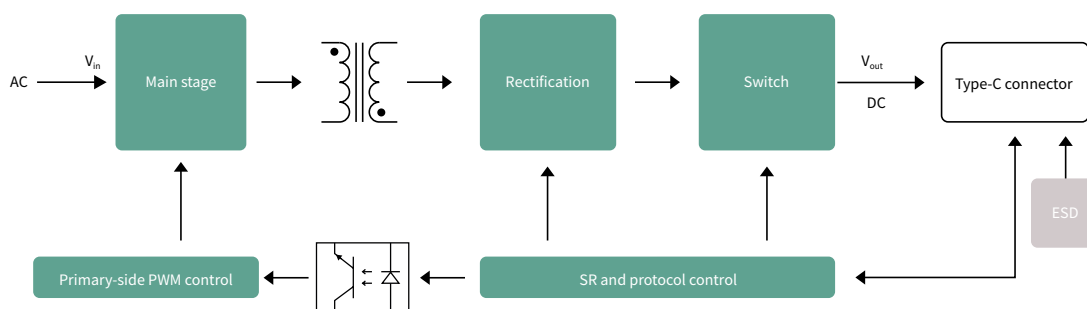 AC
Vin
Main stage
Rectification
Switch
Vout
DC
Type-C connector
ESD
Primary-side PWM control
SR and protocol control